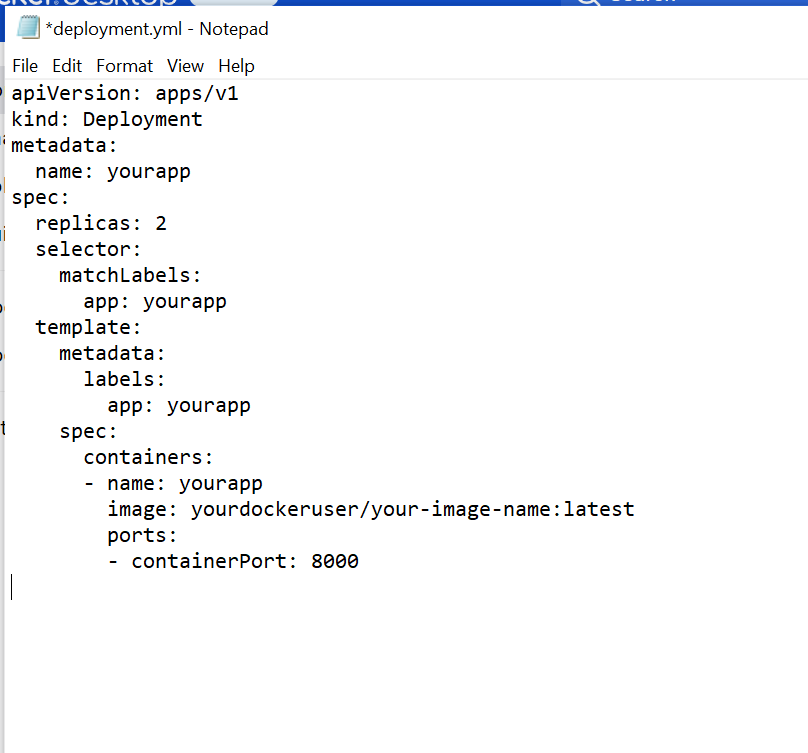 *deployment.yml - Notepad
File Edit Format View Help
apiVersion: apps/v1
kind: Deployment
metadata:
  name: yourapp
spec:
  replicas: 2
  selector:
    matchLabels:
      app: yourapp
  template:
    metadata:
      labels:
        app: yourapp
    spec:
      containers:
      - name: yourapp
        image: yourdockeruser/your-image-name:latest
        ports:
        - containerPort: 8000